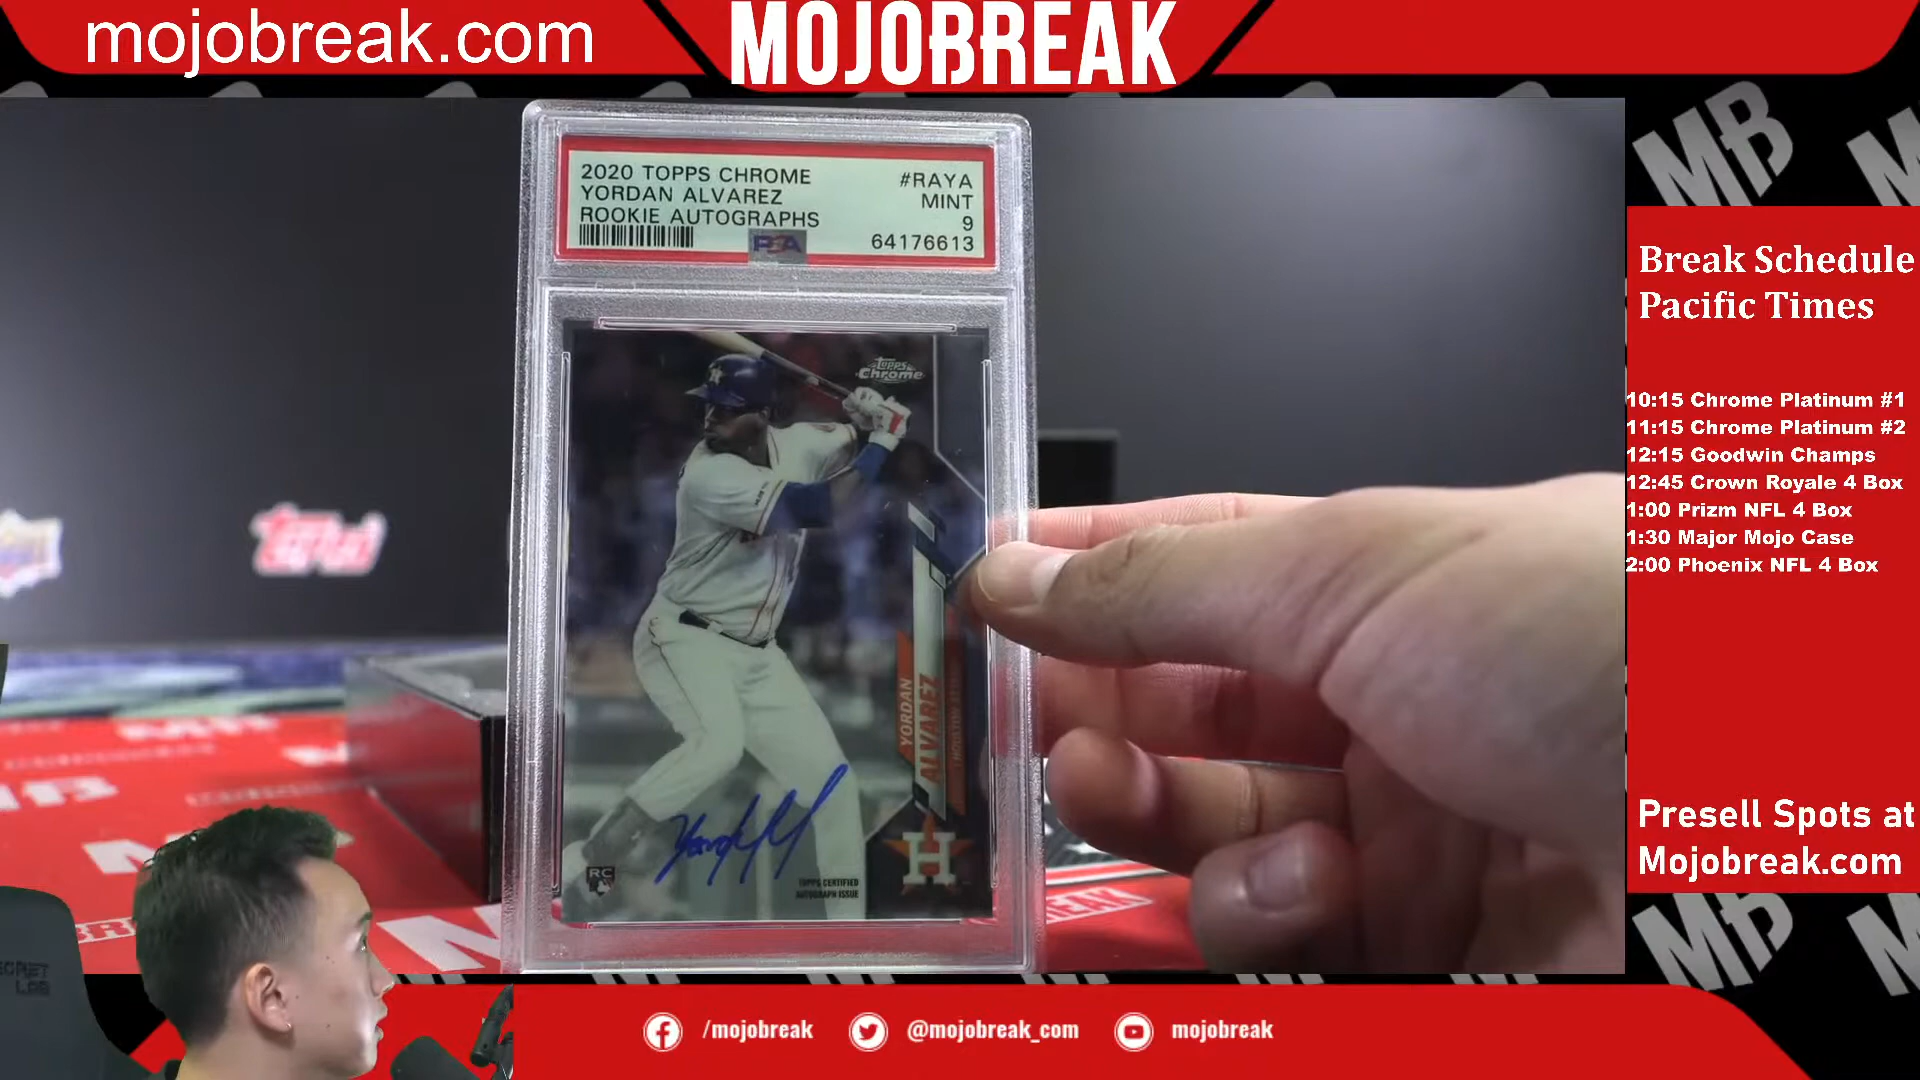 mojobreak.com
MOJOBREAK
2020 TOPPS CHROME
YORDAN ALVAREZ
ROOKIE AUTOGRAPHS
#RAYA
MINT
9
64176613
PSA
Topps
Chrome
YORDAN
ALVAREZ
H
RC
TOPPS CERTIFIED
AUTOGRAPH ISSUE
Topps
MB
Break Schedule
Pacific Times
10:15 Chrome Platinum #1
11:15 Chrome Platinum #2
12:15 Goodwin Champs
12:45 Crown Royale 4 Box
1:00 Prizm NFL 4 Box
1:30 Major Mojo Case
2:00 Phoenix NFL 4 Box
Presell Spots at
Mojobreak.com
MB
/mojobreak
@mojobreak_com
mojobreak